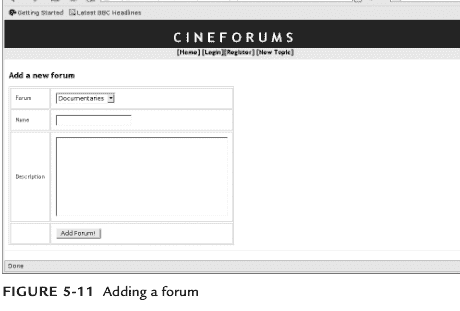 Getting Started Latest BBC Headlines
CINEFORUMS
[Home] [Login][Register] [New Topic]
Add a new forum
Forum Documentaries
Name
Description
Add Forum!
Done
FIGURE 5-11 Adding a forum